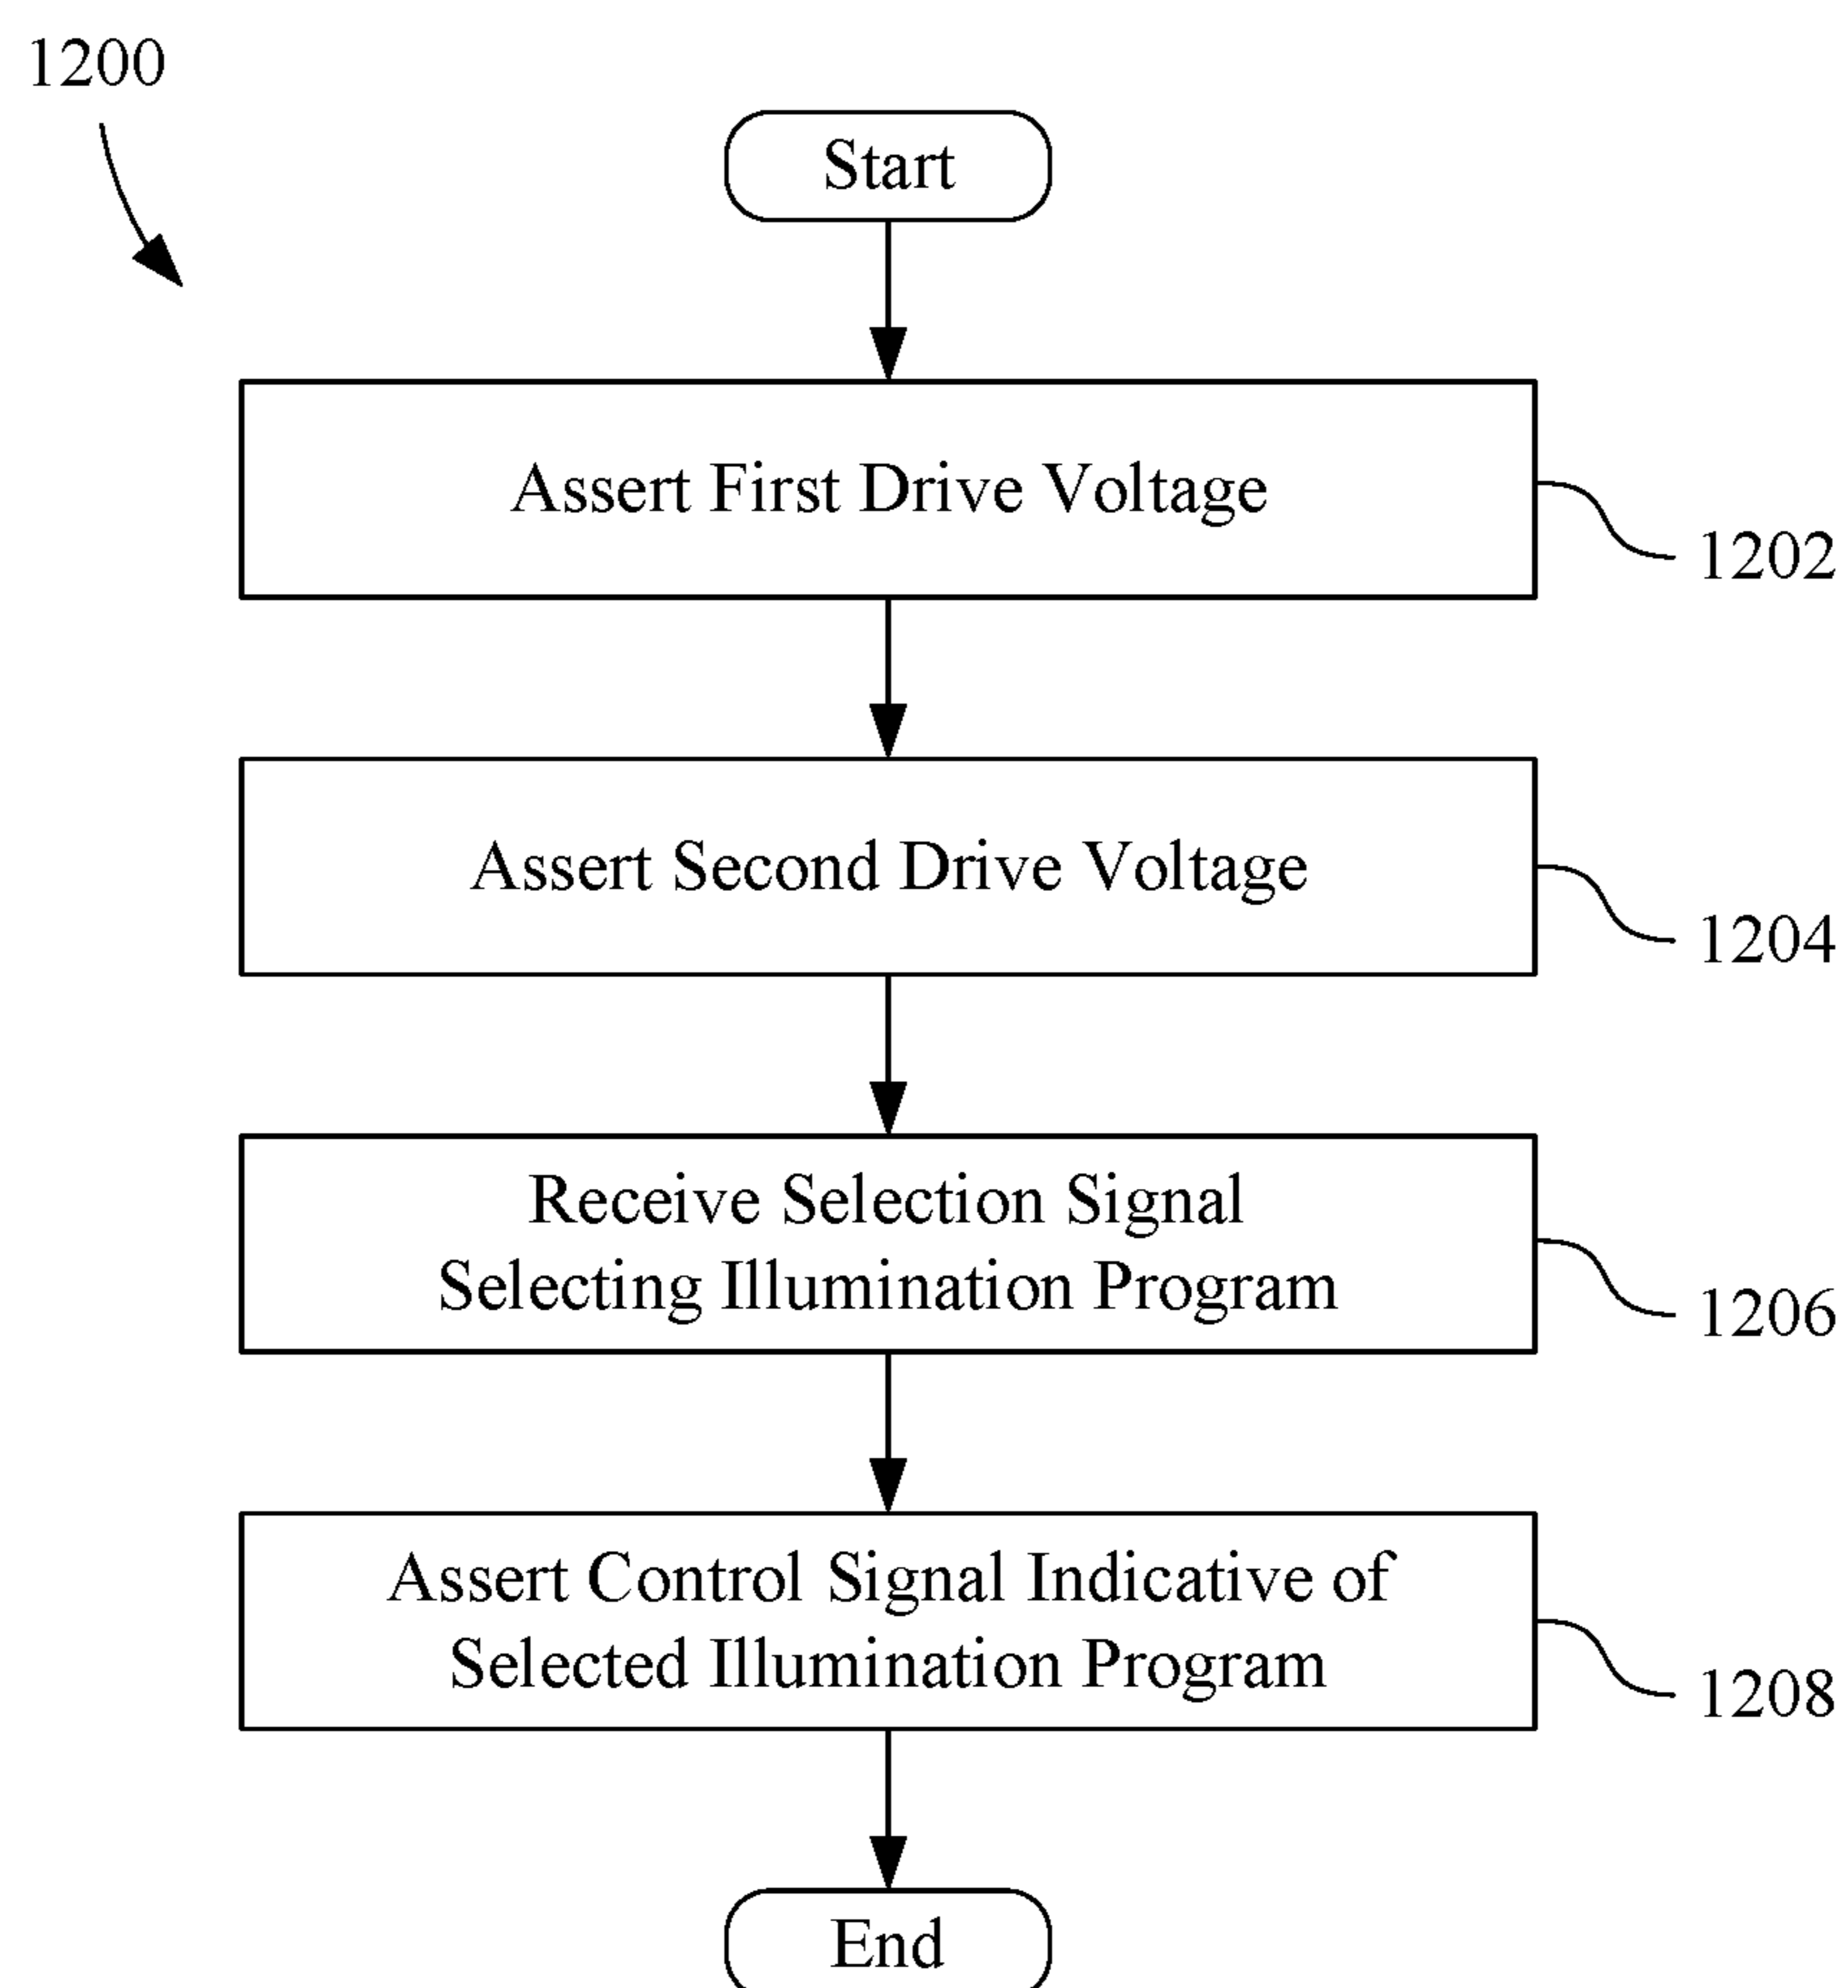 1200
Start
Assert First Drive Voltage
1202
Assert Second Drive Voltage
1204
Receive Selection Signal
Selecting Illumination Program
1206
Assert Control Signal Indicative of
Selected Illumination Program
1208
End